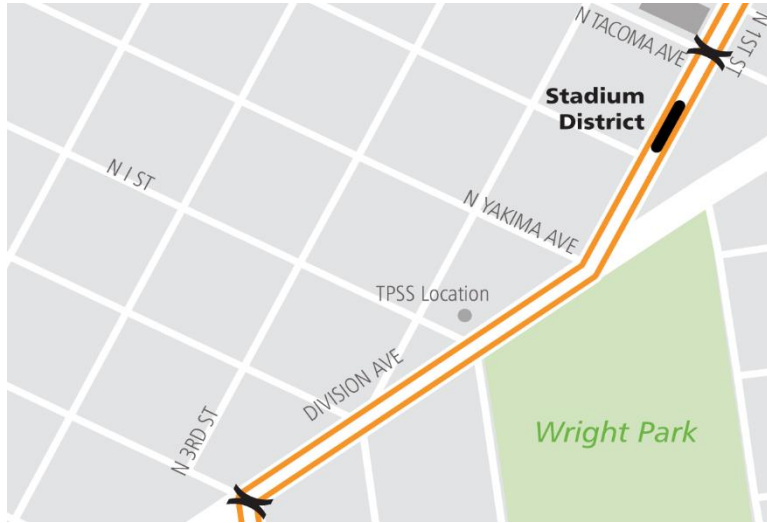 N TACOMA AVE
N 1ST ST
Stadium
District
N I ST
N YAKIMA AVE
TPSS Location
DIVISION AVE
N 3RD ST
Wright Park